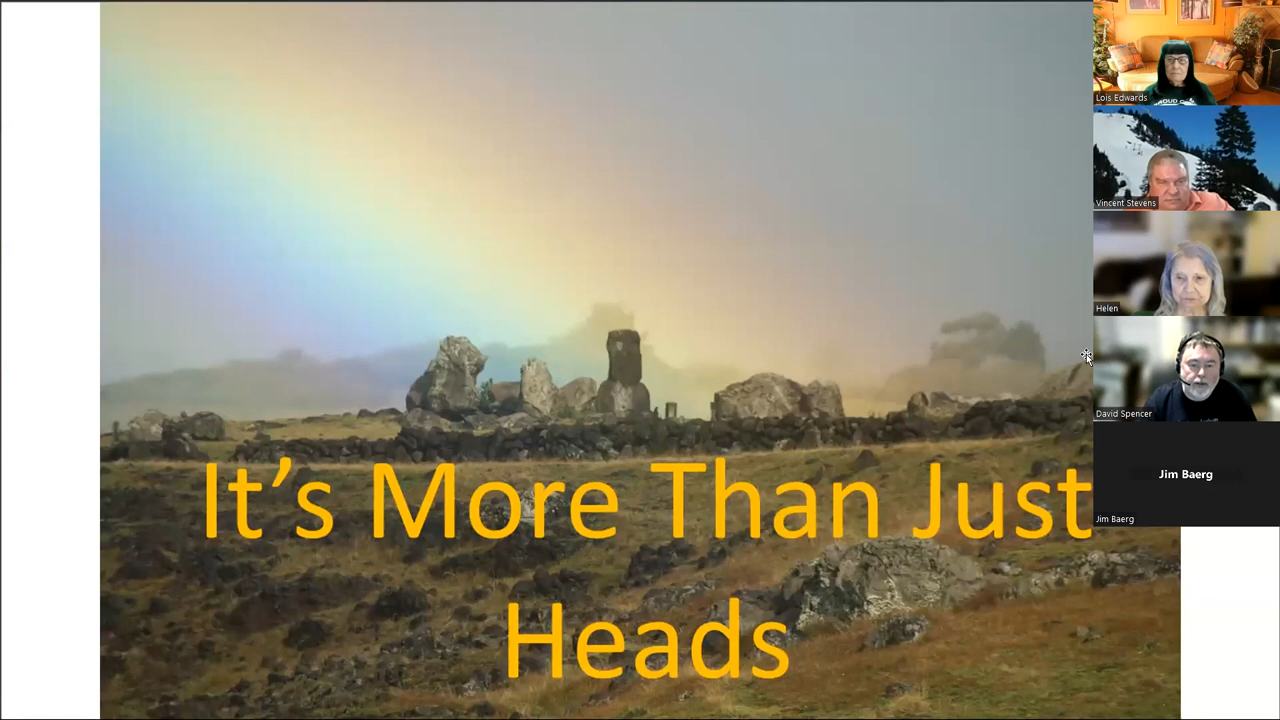 It's More Than Just
Heads
Lois Edwards
Vincent Stevens
Helen
David Spencer
Jim Baerg
Jim Baerg